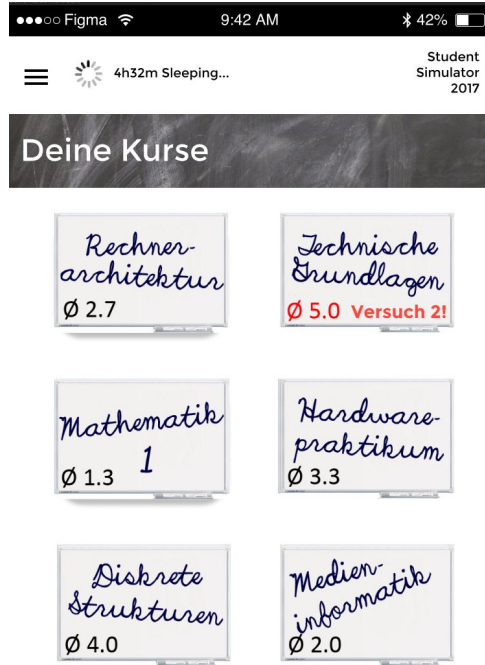 ●●●○○ Figma 9:42 AM 42%
4h32m Sleeping...
Student
Simulator
2017
Deine Kurse
Rechner-
architektur
Ø 2.7
Technische
Grundlagen
Ø 5.0 Versuch 2!
Mathematik
1
Ø 1.3
Hardware-
praktikum
Ø 3.3
Diskrete
Strukturen
Ø 4.0
Medien-
informatik
Ø 2.0